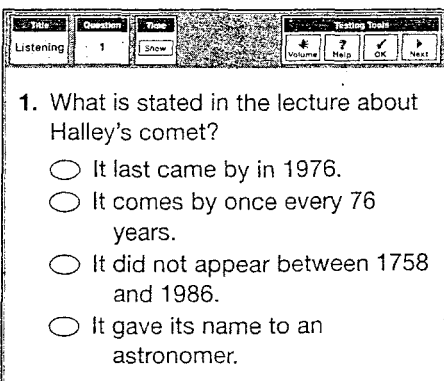 Title Question Time Testing Tools
Listening 1 Show Volume ? Help OK Next
1. What is stated in the lecture about
Halley's comet?
It last came by in 1976.
It comes by once every 76
years.
It did not appear between 1758
and 1986.
It gave its name to an
astronomer.